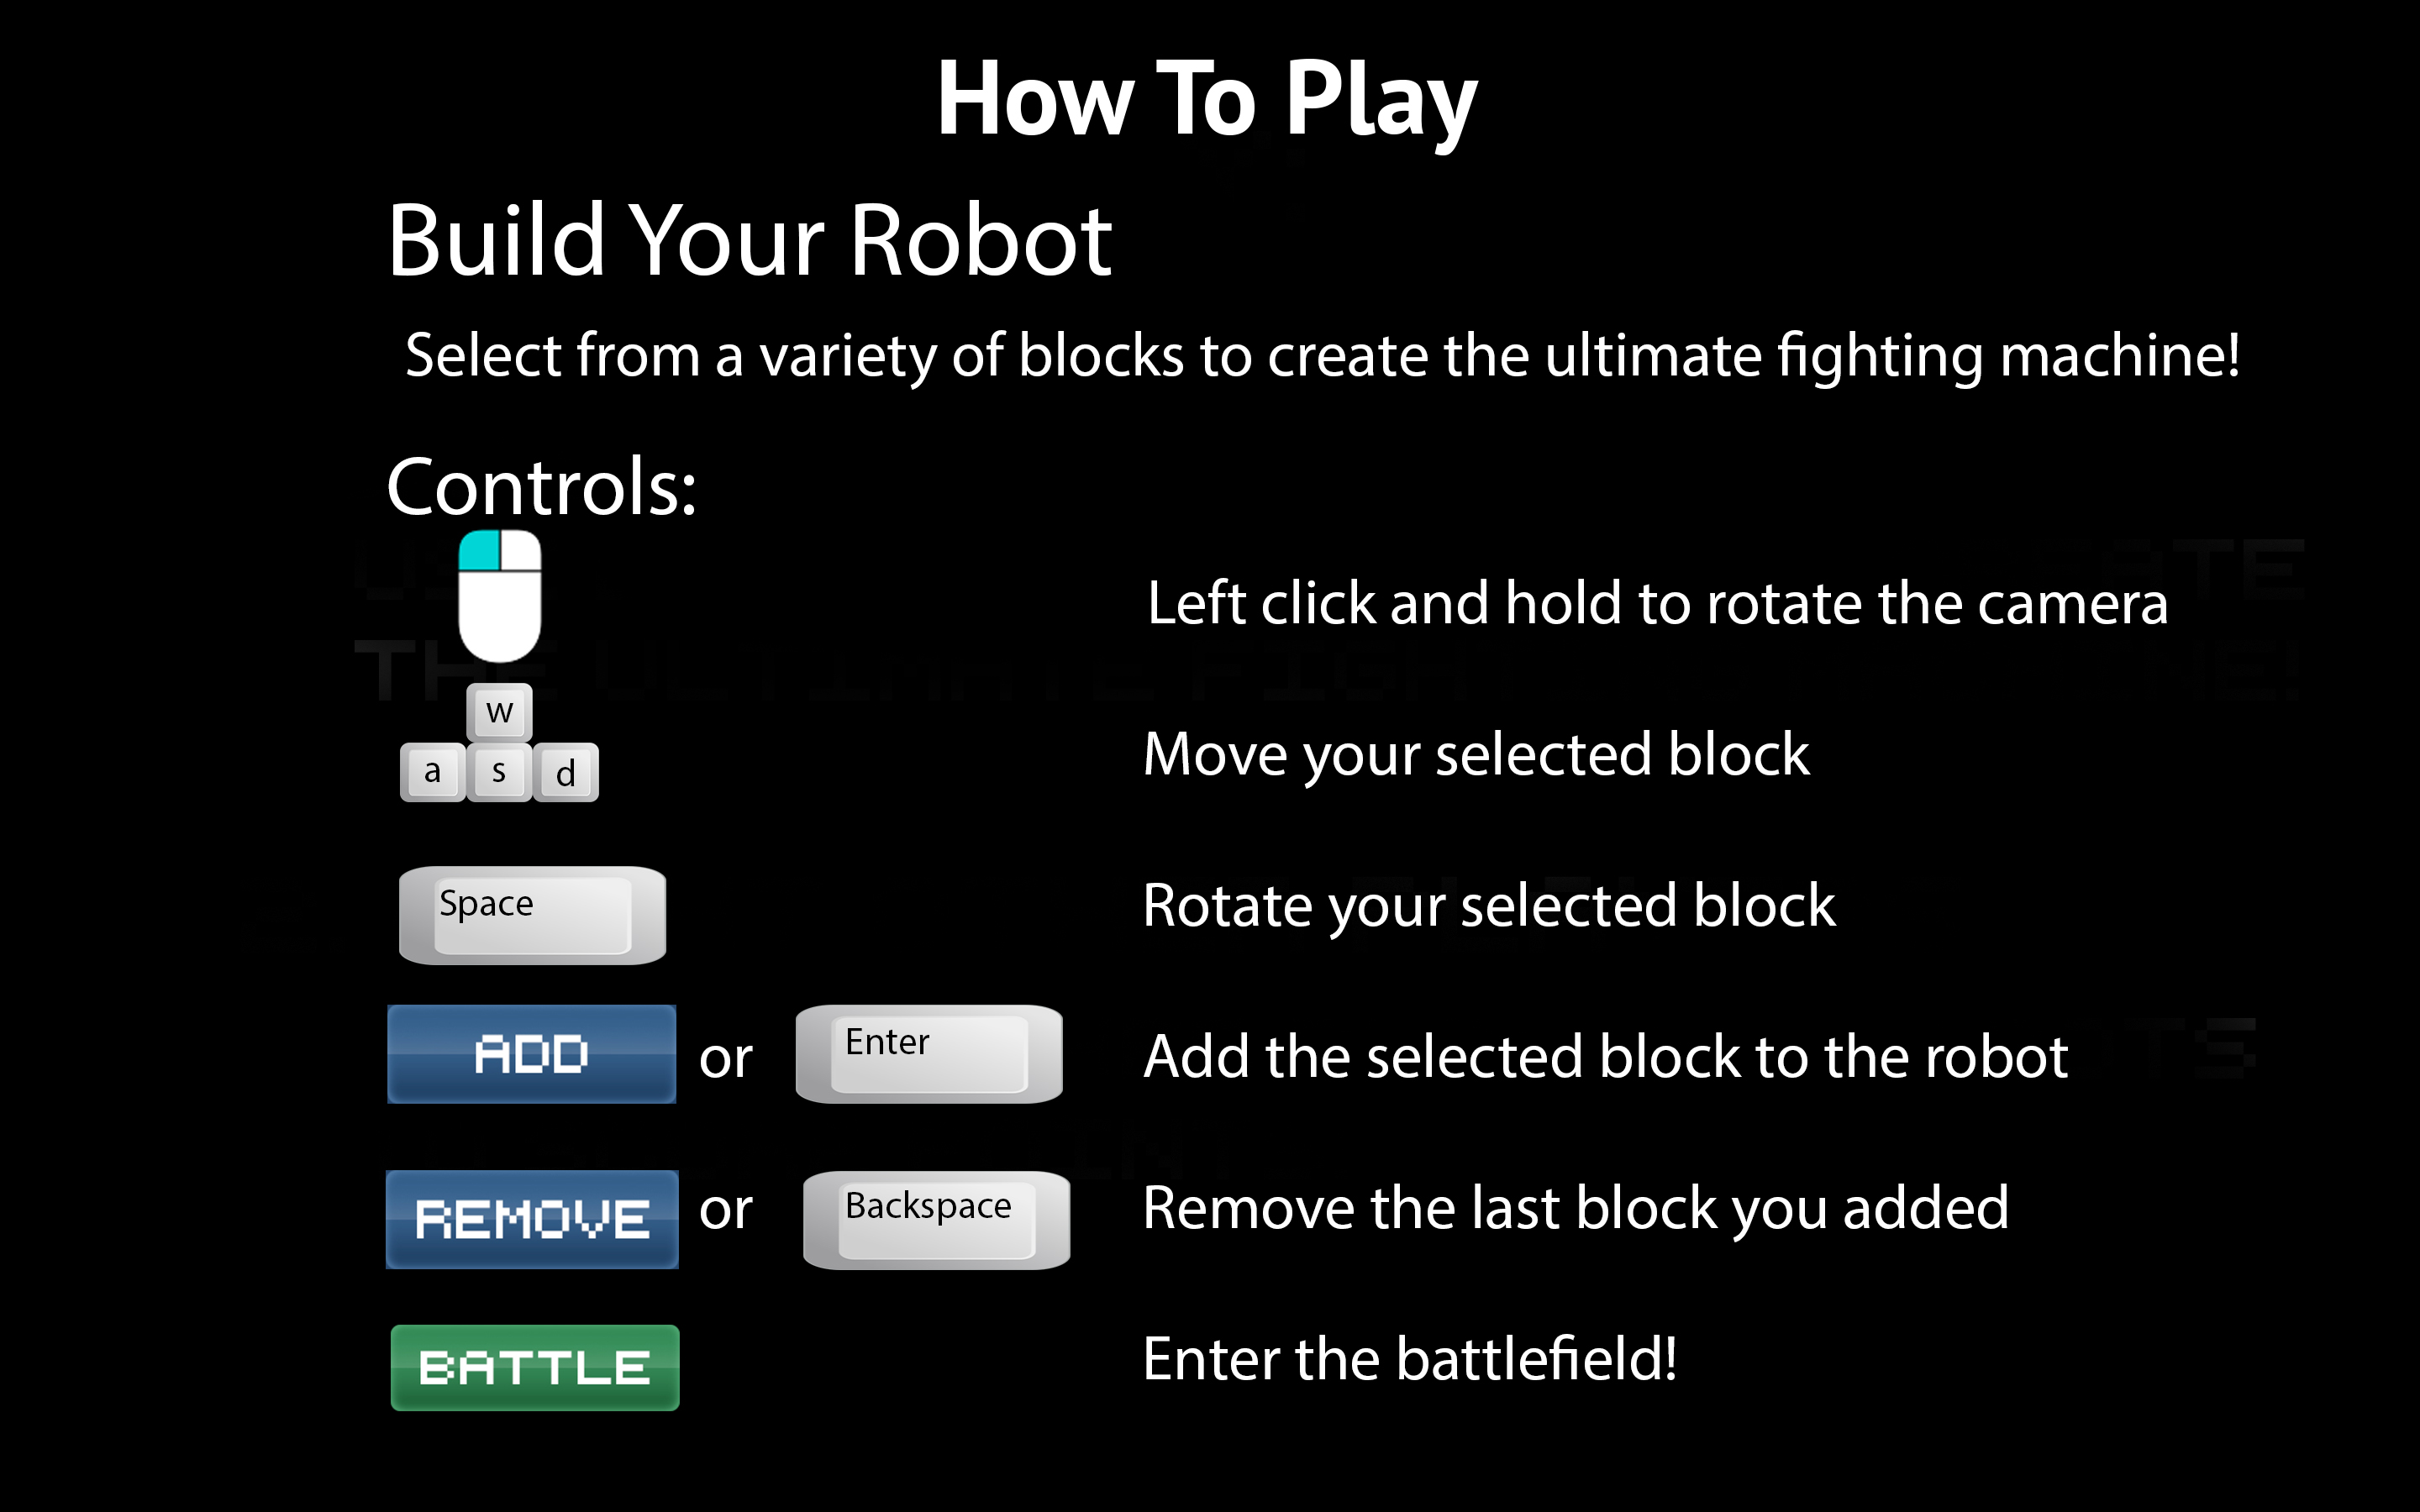 How To Play
Build Your Robot
Select from a variety of blocks to create the ultimate fighting machine!
Controls:
Left click and hold to rotate the camera
w
a s d
Move your selected block
Space
Rotate your selected block
ADD or Enter
Add the selected block to the robot
REMOVE or Backspace
Remove the last block you added
BATTLE
Enter the battlefield!
THE ULTIMATE FIGH